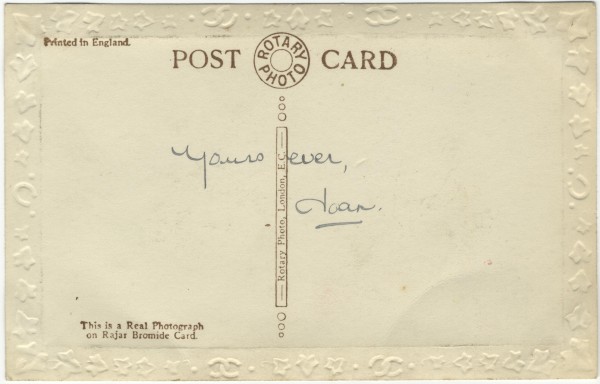 Printed in England.
POST CARD
ROTARY PHOTO
Yours ever,
Joan.
Rotary Photo, London, E.C.
This is a Real Photograph
on Rajar Bromide Card.